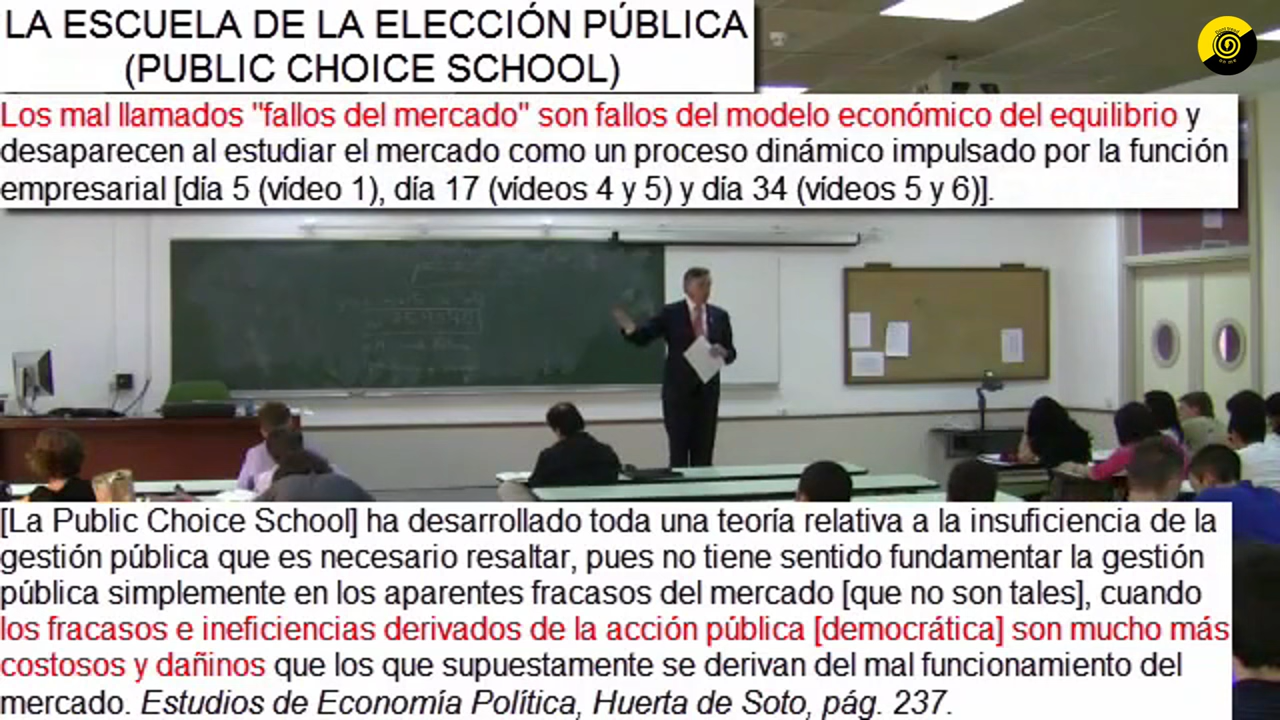 LA ESCUELA DE LA ELECCIÓN PÚBLICA
(PUBLIC CHOICE SCHOOL)
Los mal llamados "fallos del mercado" son fallos del modelo económico del equilibrio y
desaparecen al estudiar el mercado como un proceso dinámico impulsado por la función
empresarial [día 5 (vídeo 1), día 17 (vídeos 4 y 5) y día 34 (vídeos 5 y 6)].
[La Public Choice School] ha desarrollado toda una teoría relativa a la insuficiencia de la
gestión pública que es necesario resaltar, pues no tiene sentido fundamentar la gestión
pública simplemente en los aparentes fracasos del mercado [que no son tales], cuando
los fracasos e ineficiencias derivados de la acción pública [democrática] son mucho más
costosos y dañinos que los que supuestamente se derivan del mal funcionamiento del
mercado. Estudios de Economía Política, Huerta de Soto, pág. 237.